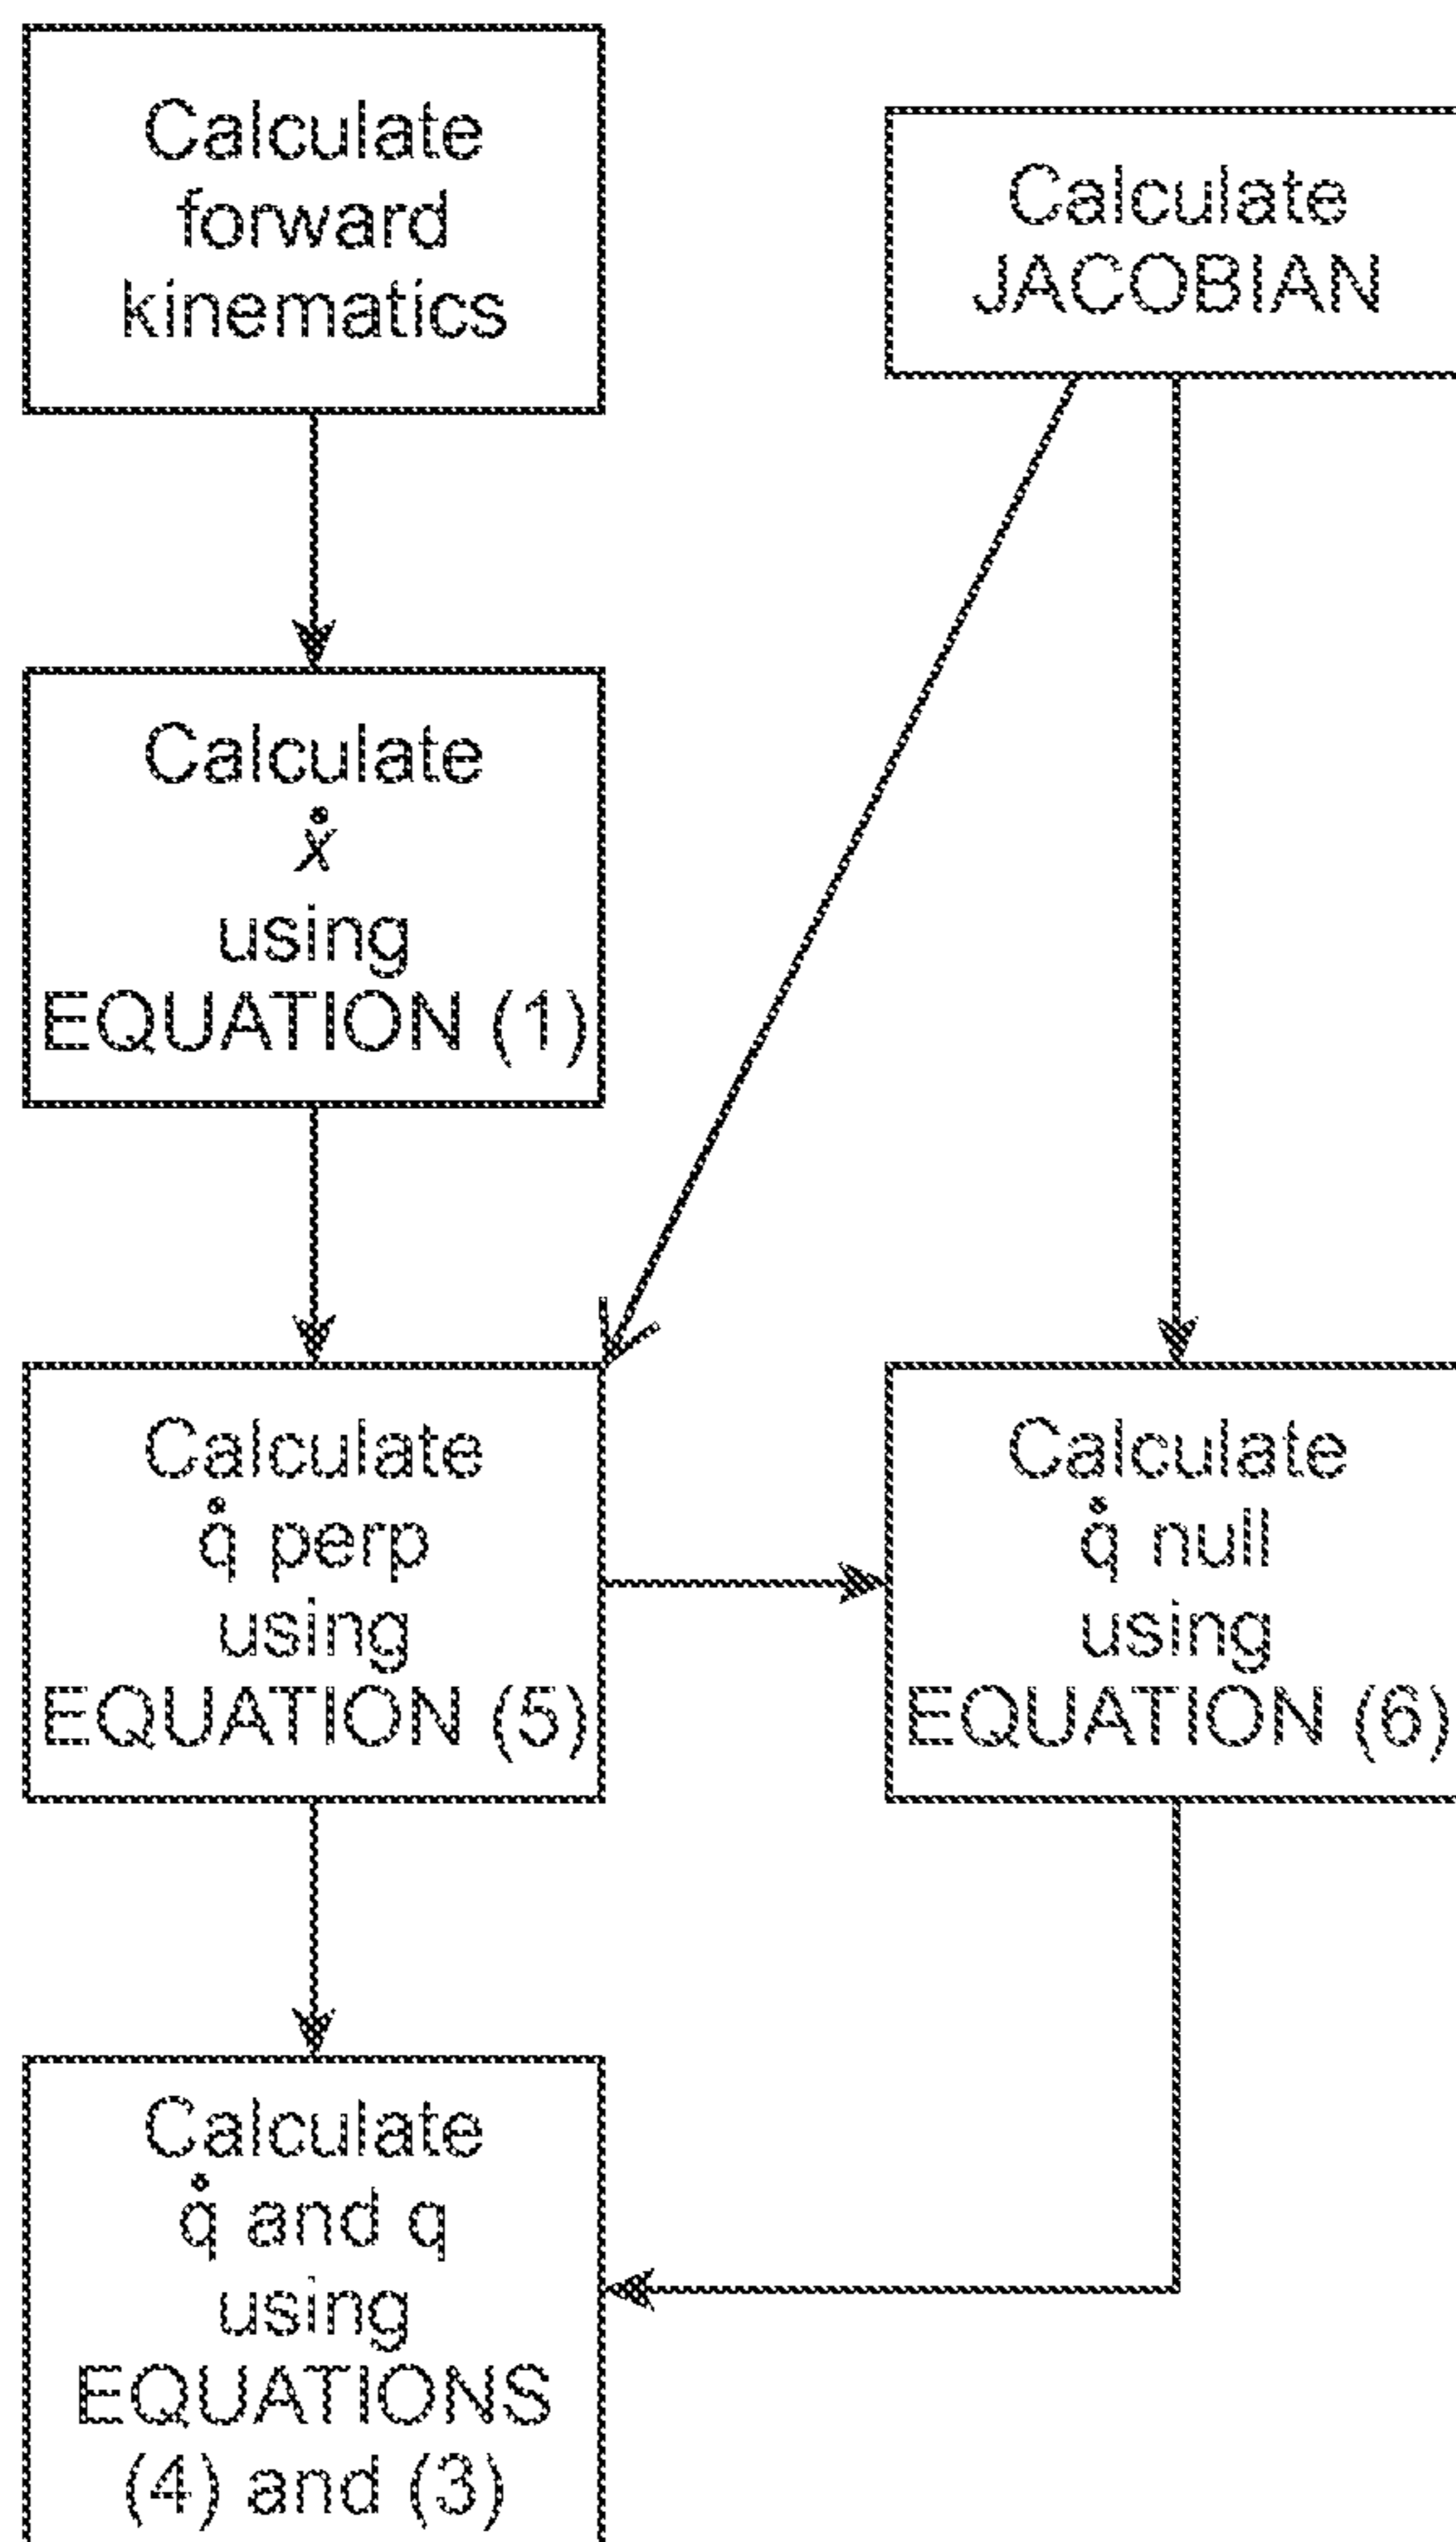 Calculate
forward
kinematics
Calculate
JACOBIAN
Calculate
ẋ
using
EQUATION (1)
Calculate
q̇ perp
using
EQUATION (5)
Calculate
q̇ null
using
EQUATION (6)
Calculate
q̇ and q
using
EQUATIONS
(4) and (3)